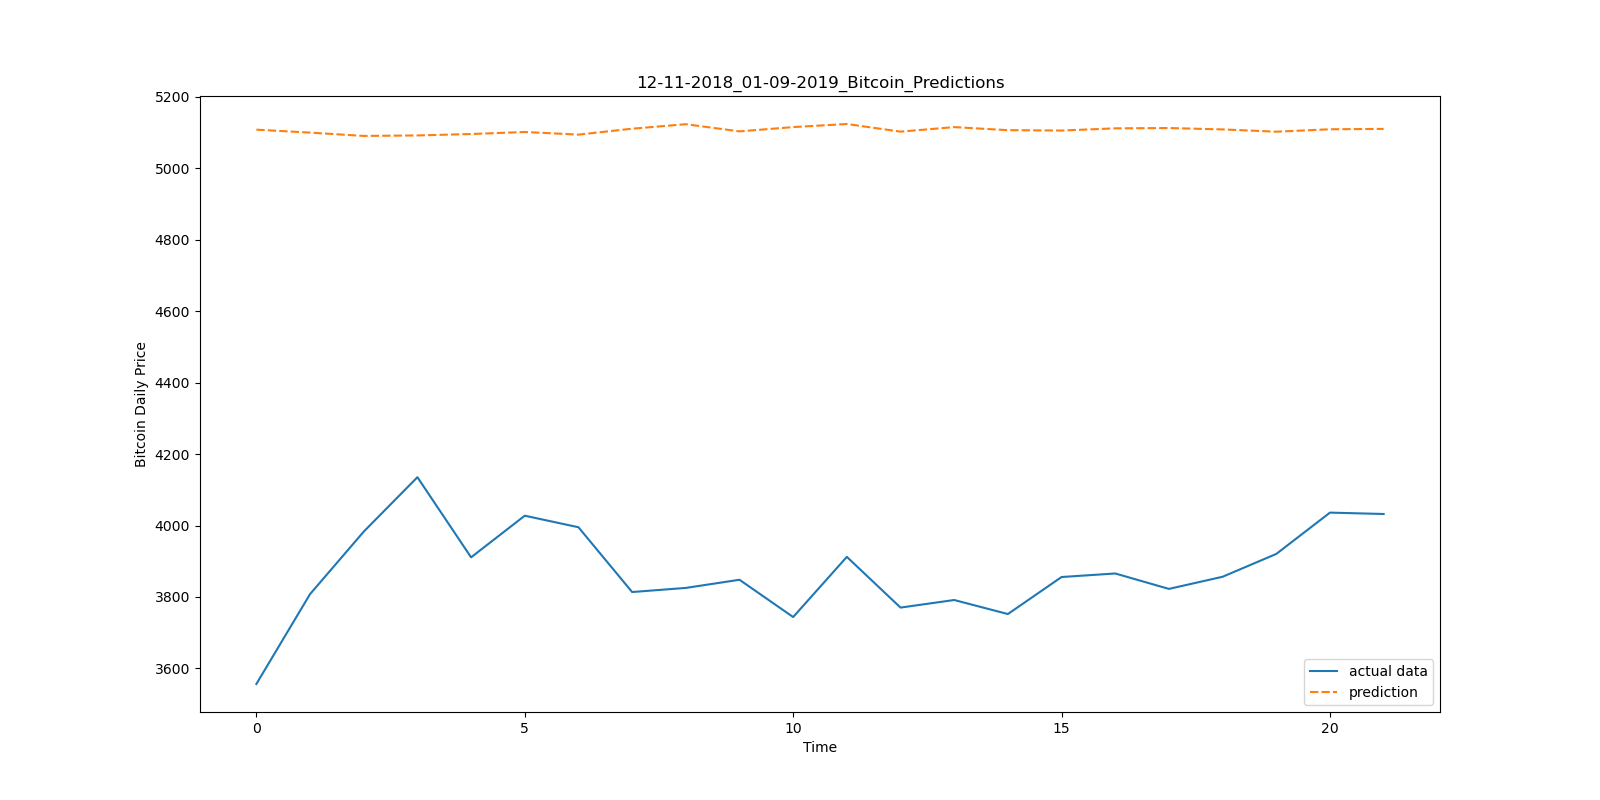 12-11-2018_01-09-2019_Bitcoin_Predictions
5200
5000
4800
4600
4400
4200
4000
3800
3600
Bitcoin Daily Price
0 5 10 15 20
Time
actual data
prediction